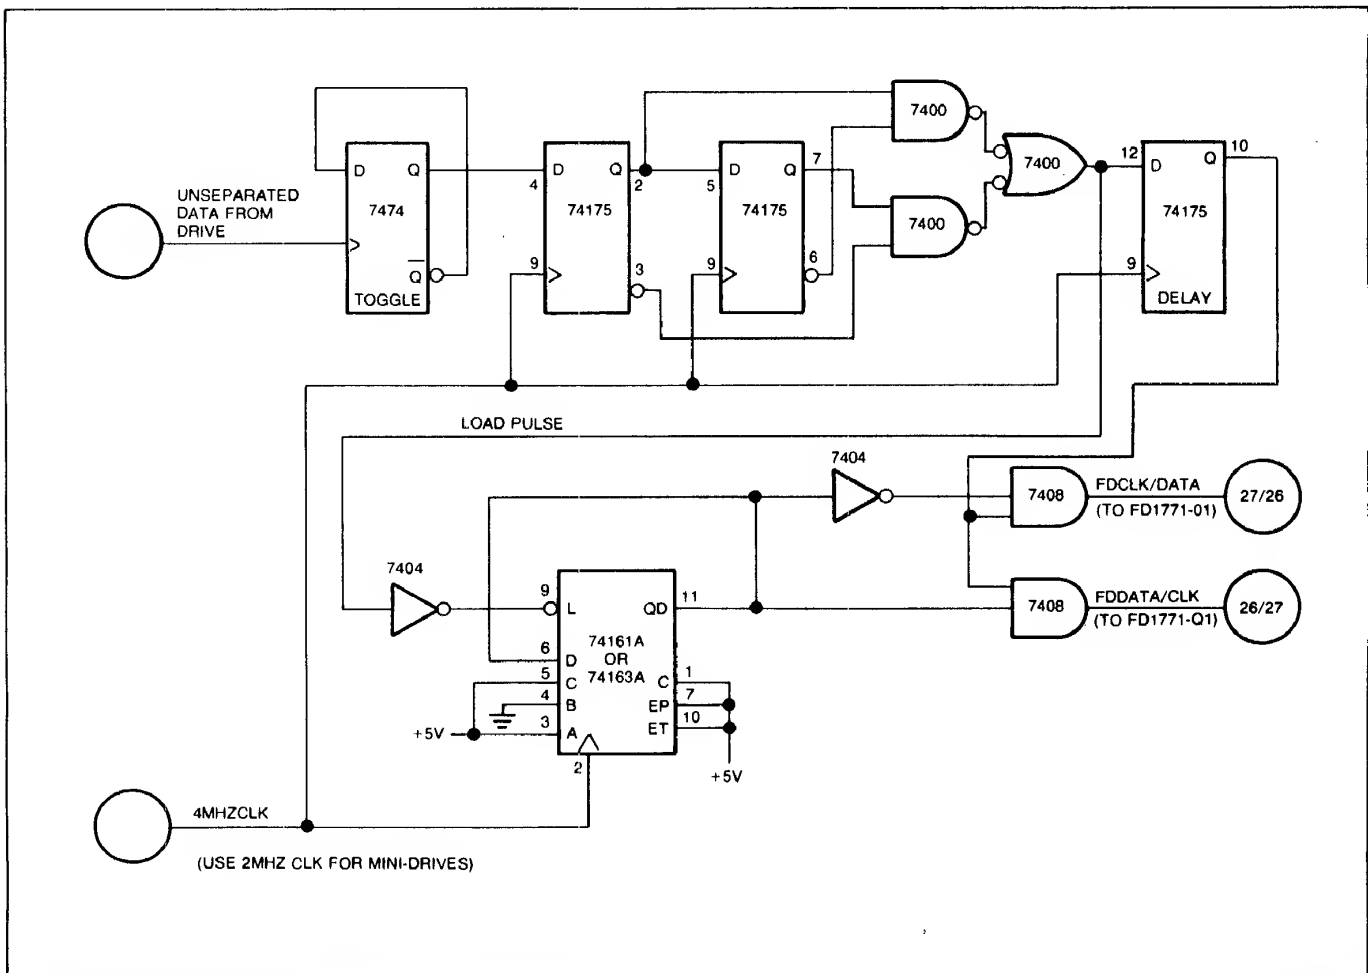 7400
D Q
7474
Q
TOGGLE
UNSEPARATED
DATA FROM
DRIVE
4 D Q 2
74175
9 3
5 D Q 7
74175
9 6
7400
7400
12 D Q 10
74175
9
DELAY
LOAD PULSE
7404
7408
FDCLK/DATA
(TO FD1771-01)
27/26
7404
9 L QD 11
74161A
OR
74163A
6 D
5 C
4 B
3 A
C 1
EP 7
ET 10
2
+5V
+5V
7408
FDDATA/CLK
(TO FD1771-Q1)
26/27
4MHZCLK
(USE 2MHZ CLK FOR MINI-DRIVES)